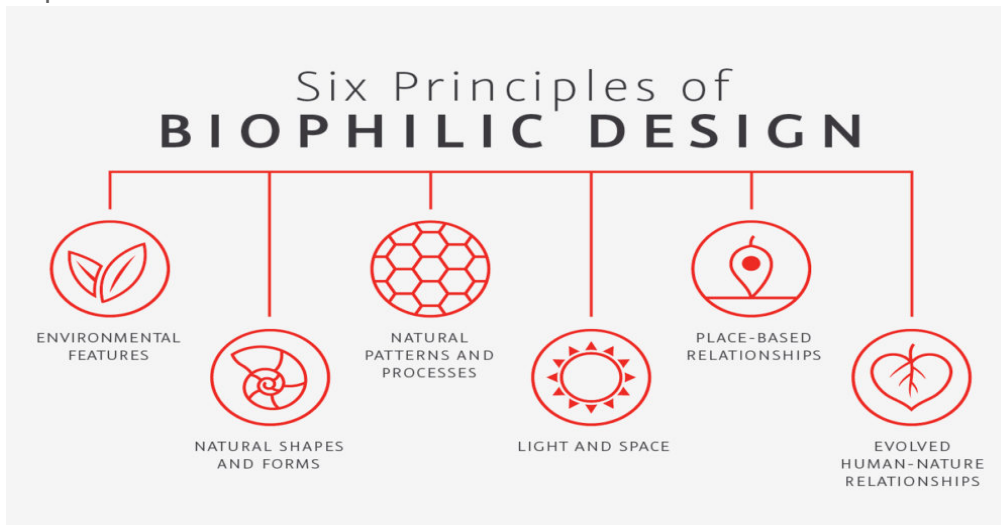 Six Principles of
BIOPHILIC DESIGN
ENVIRONMENTAL
FEATURES
NATURAL SHAPES
AND FORMS
NATURAL
PATTERNS AND
PROCESSES
LIGHT AND SPACE
PLACE-BASED
RELATIONSHIPS
EVOLVED
HUMAN-NATURE
RELATIONSHIPS